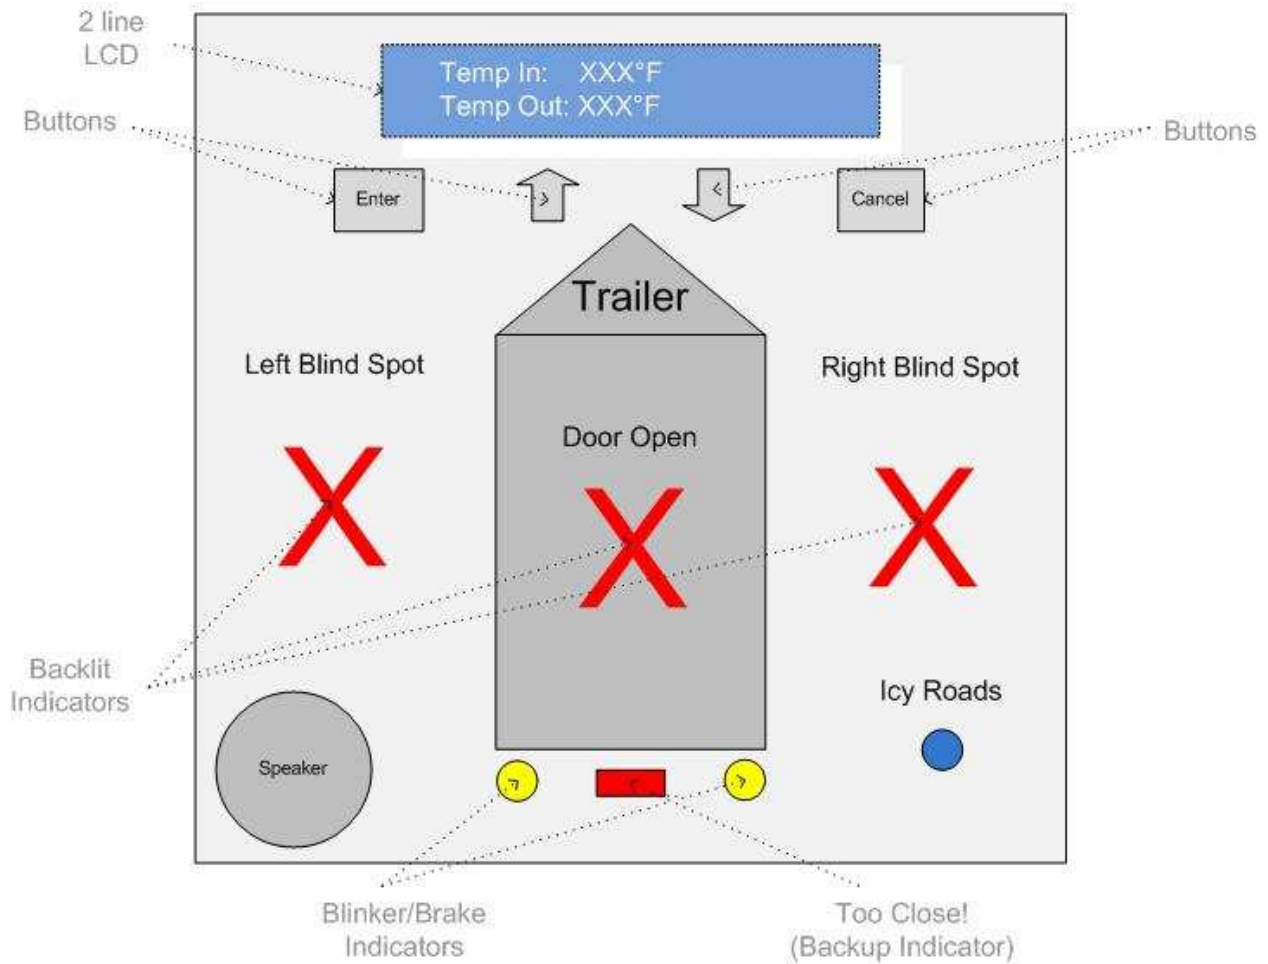 2 line
LCD
Temp In: XXX°F
Temp Out: XXX°F
Buttons
Buttons
Enter
Cancel
Trailer
Left Blind Spot
Right Blind Spot
Door Open
X
X
X
Backlit
Indicators
Icy Roads
Speaker
Blinker/Brake
Indicators
Too Close!
(Backup Indicator)